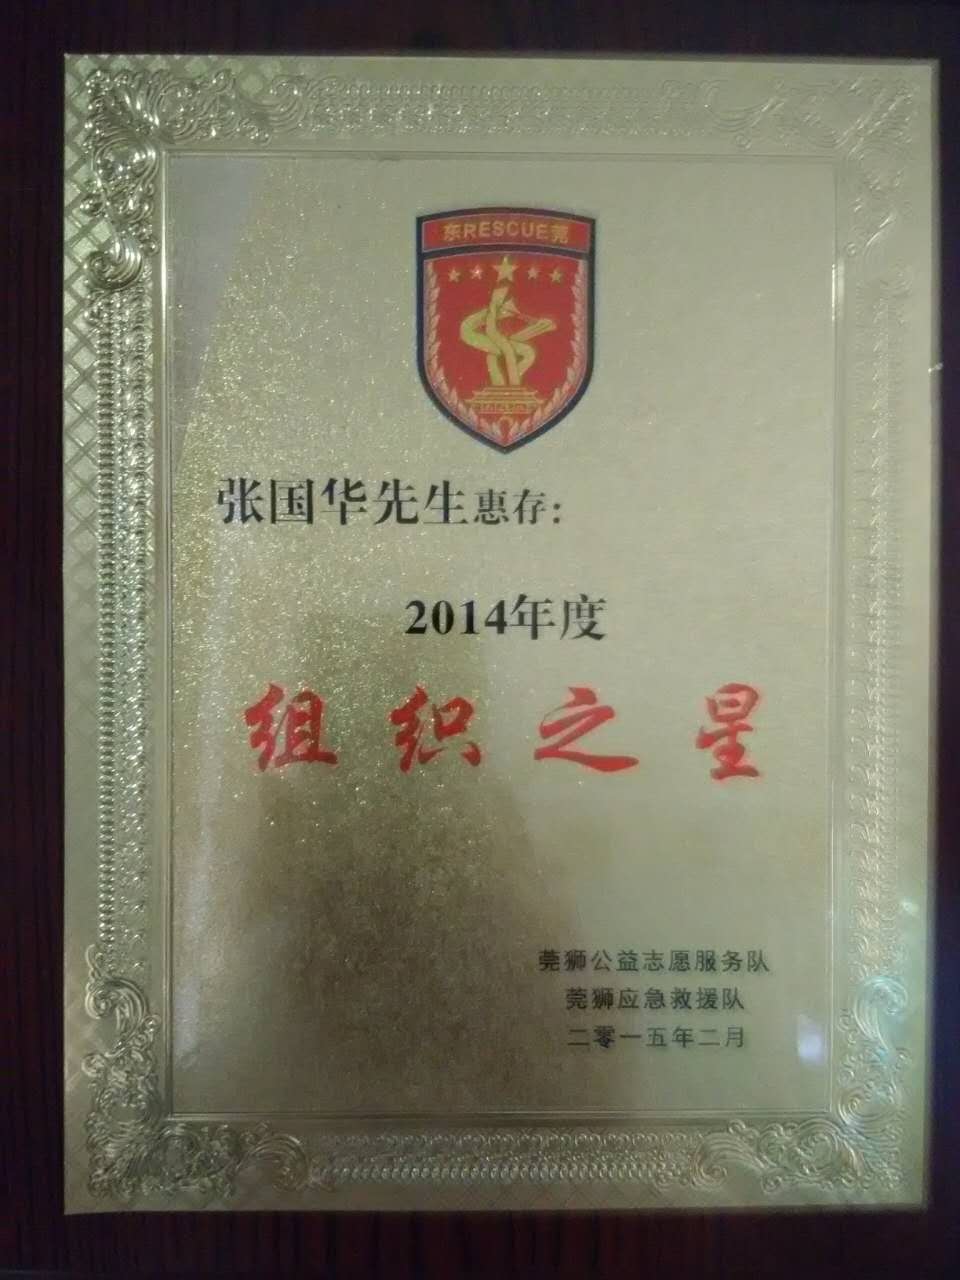 东RESCUE莞
张国华先生惠存：
2014年度
组织之星
莞狮公益志愿服务队
莞狮应急救援队
二零一五年二月